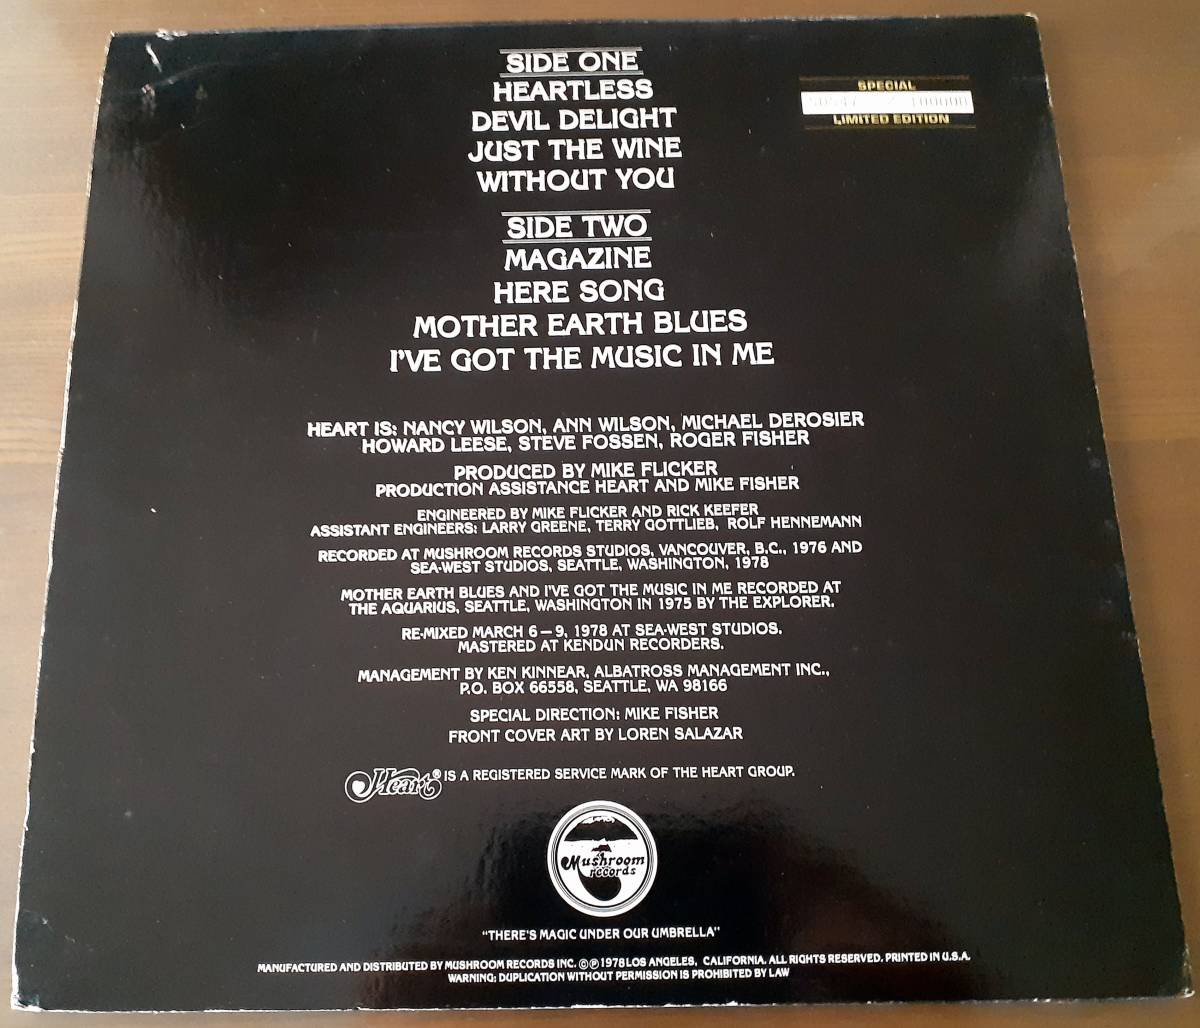 SIDE ONE
HEARTLESS
DEVIL DELIGHT
JUST THE WINE
WITHOUT YOU
SPECIAL
100000
LIMITED EDITION
SIDE TWO
MAGAZINE
HERE SONG
MOTHER EARTH BLUES
I'VE GOT THE MUSIC IN ME
HEART IS: NANCY WILSON, ANN WILSON, MICHAEL DEROSIER
HOWARD LEESE, STEVE FOSSEN, ROGER FISHER
PRODUCED BY MIKE FLICKER
PRODUCTION ASSISTANCE HEART AND MIKE FISHER
ENGINEERED BY MIKE FLICKER AND RICK KEEFER
ASSISTANT ENGINEERS: LARRY GREENE, TERRY GOTTLIEB, ROLF HENNEMANN
RECORDED AT MUSHROOM RECORDS STUDIOS, VANCOUVER, B.C., 1976 AND
SEA-WEST STUDIOS, SEATTLE, WASHINGTON, 1978
MOTHER EARTH BLUES AND I'VE GOT THE MUSIC IN ME RECORDED AT
THE AQUARIUS, SEATTLE, WASHINGTON IN 1975 BY THE EXPLORER.
RE-MIXED MARCH 6–9, 1978 AT SEA-WEST STUDIOS.
MASTERED AT KENDUN RECORDERS.
MANAGEMENT BY KEN KINNEAR, ALBATROSS MANAGEMENT INC.,
P.O. BOX 66558, SEATTLE, WA 98166
SPECIAL DIRECTION: MIKE FISHER
FRONT COVER ART BY LOREN SALAZAR
Heart® IS A REGISTERED SERVICE MARK OF THE HEART GROUP.
Mushroom
records
"THERE'S MAGIC UNDER OUR UMBRELLA"
MANUFACTURED AND DISTRIBUTED BY MUSHROOM RECORDS INC. ©℗1978 LOS ANGELES, CALIFORNIA. ALL RIGHTS RESERVED. PRINTED IN U.S.A.
WARNING: DUPLICATION WITHOUT PERMISSION IS PROHIBITED BY LAW